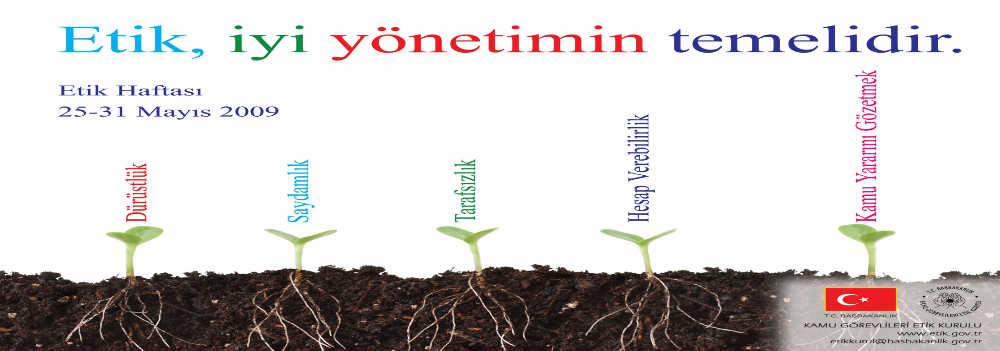 Etik, iyi yönetimin temelidir.
Etik Haftası
25-31 Mayıs 2009
Dürüstlük
Saydamlık
Tarafsızlık
Hesap Verebilirlik
Kamu Yararını Gözetmek
T.C. BAŞBAKANLIK
T.C. BAŞBAKANLIK
KAMU GÖREVLİLERİ ETİK KURULU
KAMU GÖREVLİLERİ ETİK KURULU
www.etik.gov.tr
etikkurul@basbakanlik.gov.tr